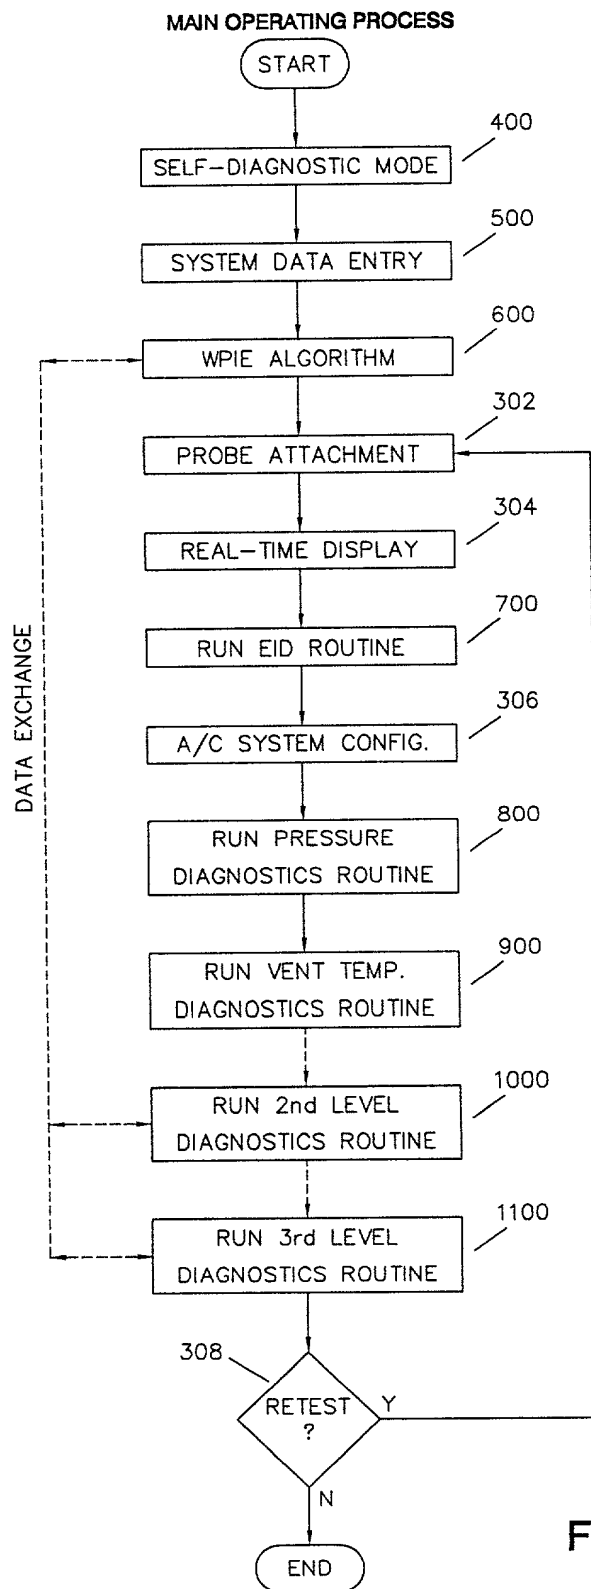 MAIN OPERATING PROCESS
START
400
SELF-DIAGNOSTIC MODE
500
SYSTEM DATA ENTRY
600
WPIE ALGORITHM
302
PROBE ATTACHMENT
304
REAL-TIME DISPLAY
700
RUN EID ROUTINE
306
A/C SYSTEM CONFIG.
DATA EXCHANGE
800
RUN PRESSURE
DIAGNOSTICS ROUTINE
900
RUN VENT TEMP.
DIAGNOSTICS ROUTINE
1000
RUN 2nd LEVEL
DIAGNOSTICS ROUTINE
1100
RUN 3rd LEVEL
DIAGNOSTICS ROUTINE
308
RETEST
?
Y
N
F
END